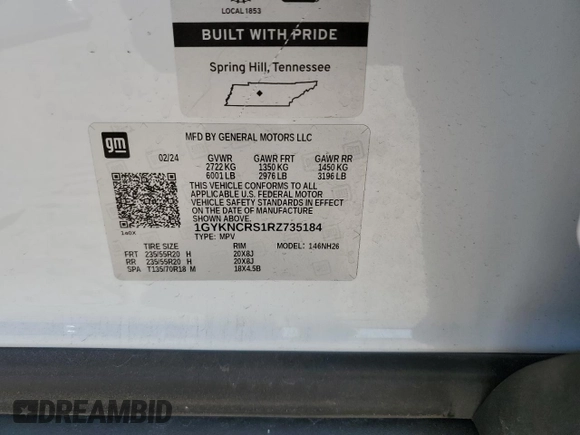 LOCAL 1853
BUILT WITH PRIDE
Spring Hill, Tennessee
gm
MFD BY GENERAL MOTORS LLC
02/24 GVWR GAWR FRT GAWR RR
2722 KG 1350 KG 1450 KG
6001 LB 2976 LB 3196 LB
THIS VEHICLE CONFORMS TO ALL
APPLICABLE U.S. FEDERAL MOTOR
VEHICLE SAFETY STANDARDS IN
EFFECT ON THE DATE OF MANUFACTURE
SHOWN ABOVE.
1GYKNCRS1RZ735184
TYPE: MPV MODEL: 146NH26
TIRE SIZE RIM
FRT 235/55R20 H 20X8J
RR 235/55R20 H 20X8J
SPA T135/70R18 M 18X4.5B
DREAMBID